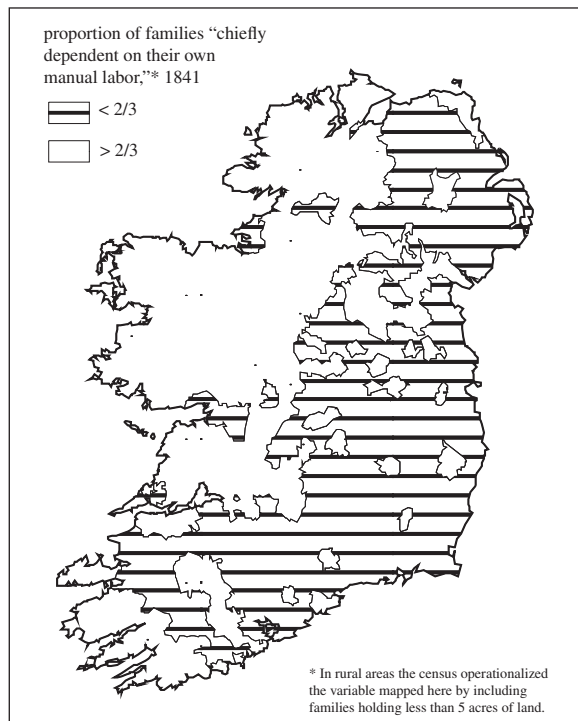 proportion of families “chiefly
dependent on their own
manual labor,”* 1841
< 2/3
> 2/3
* In rural areas the census operationalized
the variable mapped here by including
families holding less than 5 acres of land.